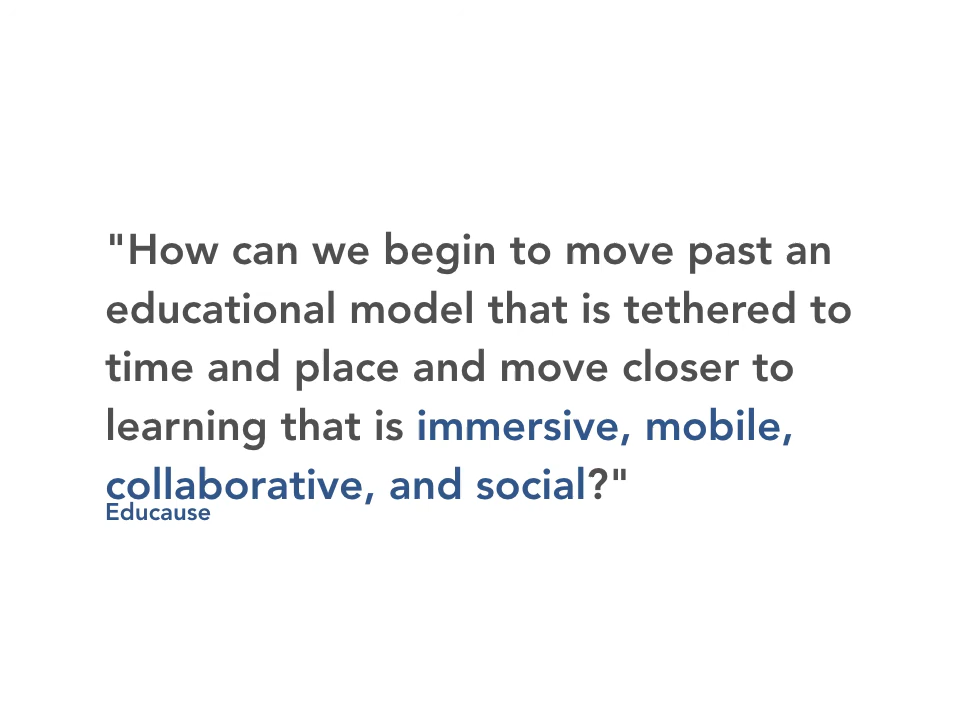 "How can we begin to move past an
educational model that is tethered to
time and place and move closer to
learning that is immersive, mobile,
collaborative, and social?"
Educause